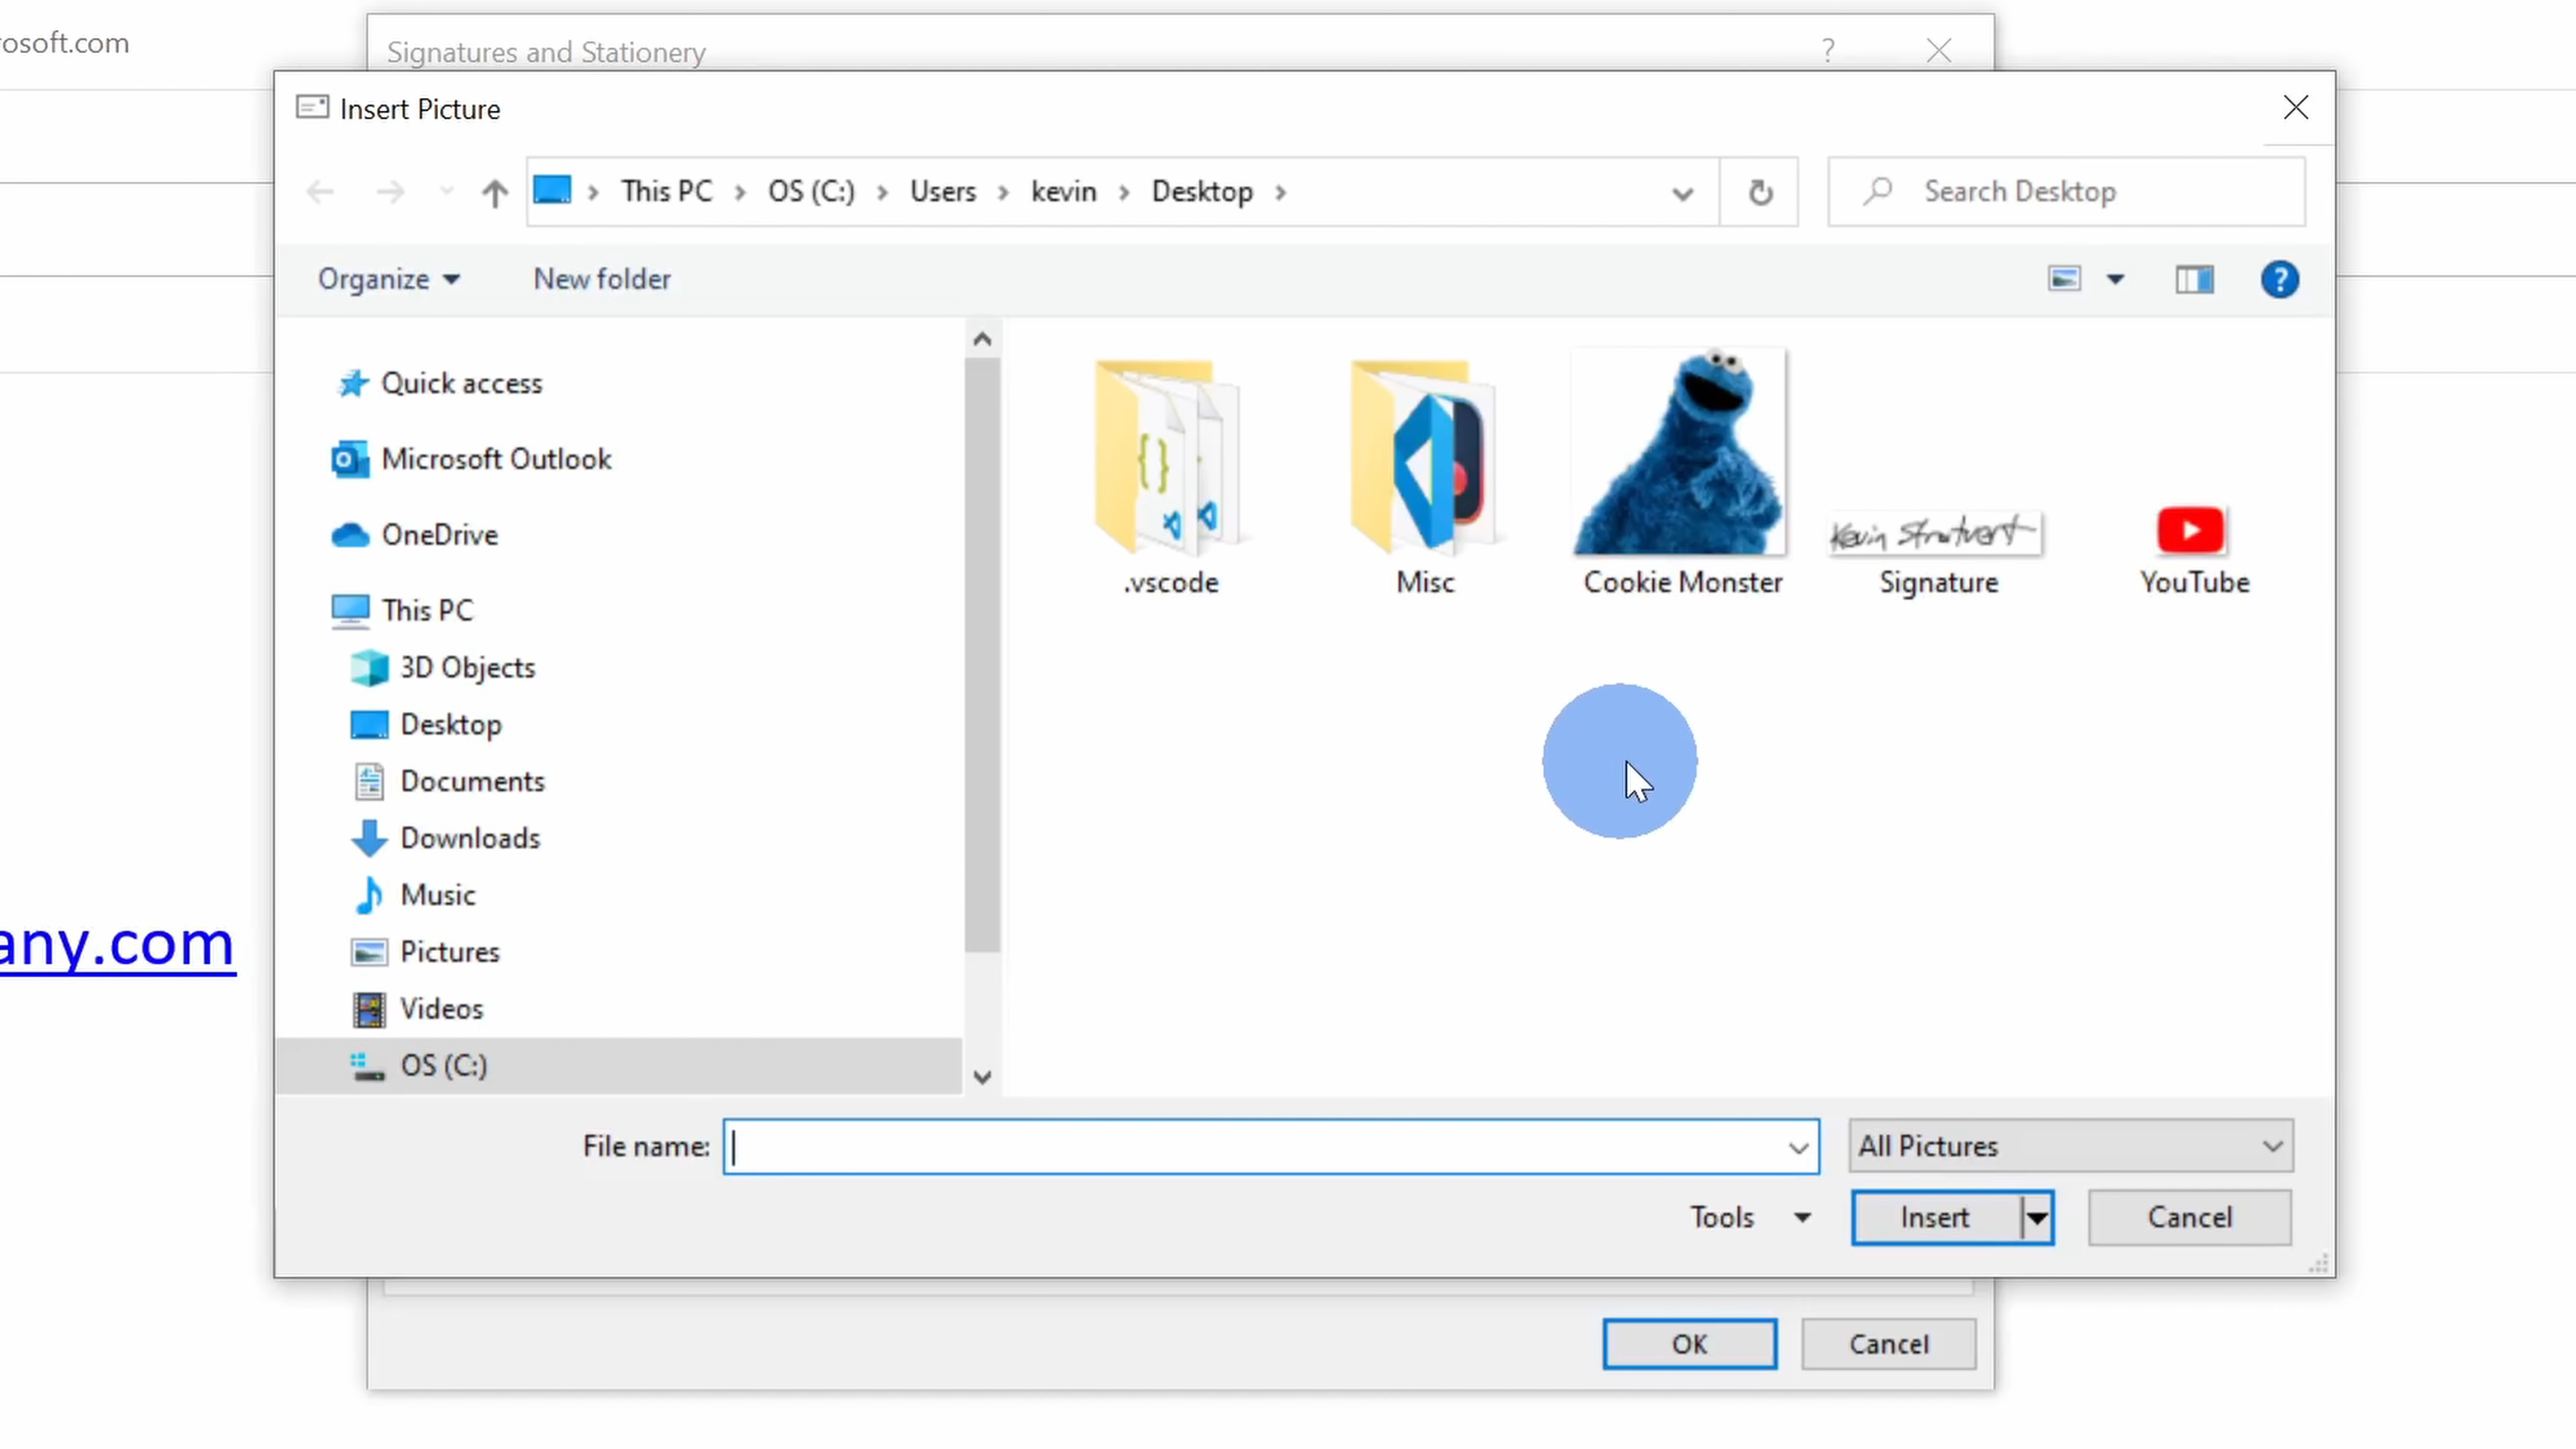 rosoft.com
Signatures and Stationery
?
Insert Picture
This PC > OS (C:) > Users > kevin > Desktop >
Search Desktop
Organize
New folder
?
Quick access
Microsoft Outlook
OneDrive
This PC
3D Objects
Desktop
Documents
Downloads
Music
Pictures
Videos
OS (C:)
{}
Kevin Stratvert
.vscode
Misc
Cookie Monster
Signature
YouTube
any.com
File name:
All Pictures
Tools
Insert
Cancel
OK
Cancel